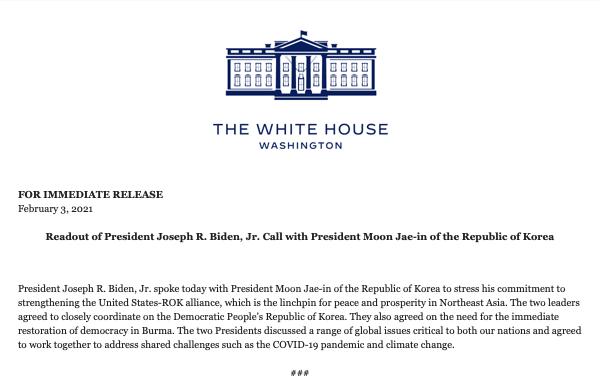 THE WHITE HOUSE
WASHINGTON
FOR IMMEDIATE RELEASE
February 3, 2021
Readout of President Joseph R. Biden, Jr. Call with President Moon Jae-in of the Republic of Korea
President Joseph R. Biden, Jr. spoke today with President Moon Jae-in of the Republic of Korea to stress his commitment to
strengthening the United States-ROK alliance, which is the linchpin for peace and prosperity in Northeast Asia. The two leaders
agreed to closely coordinate on the Democratic People's Republic of Korea. They also agreed on the need for the immediate
restoration of democracy in Burma. The two Presidents discussed a range of global issues critical to both our nations and agreed
to work together to address shared challenges such as the COVID-19 pandemic and climate change.
###